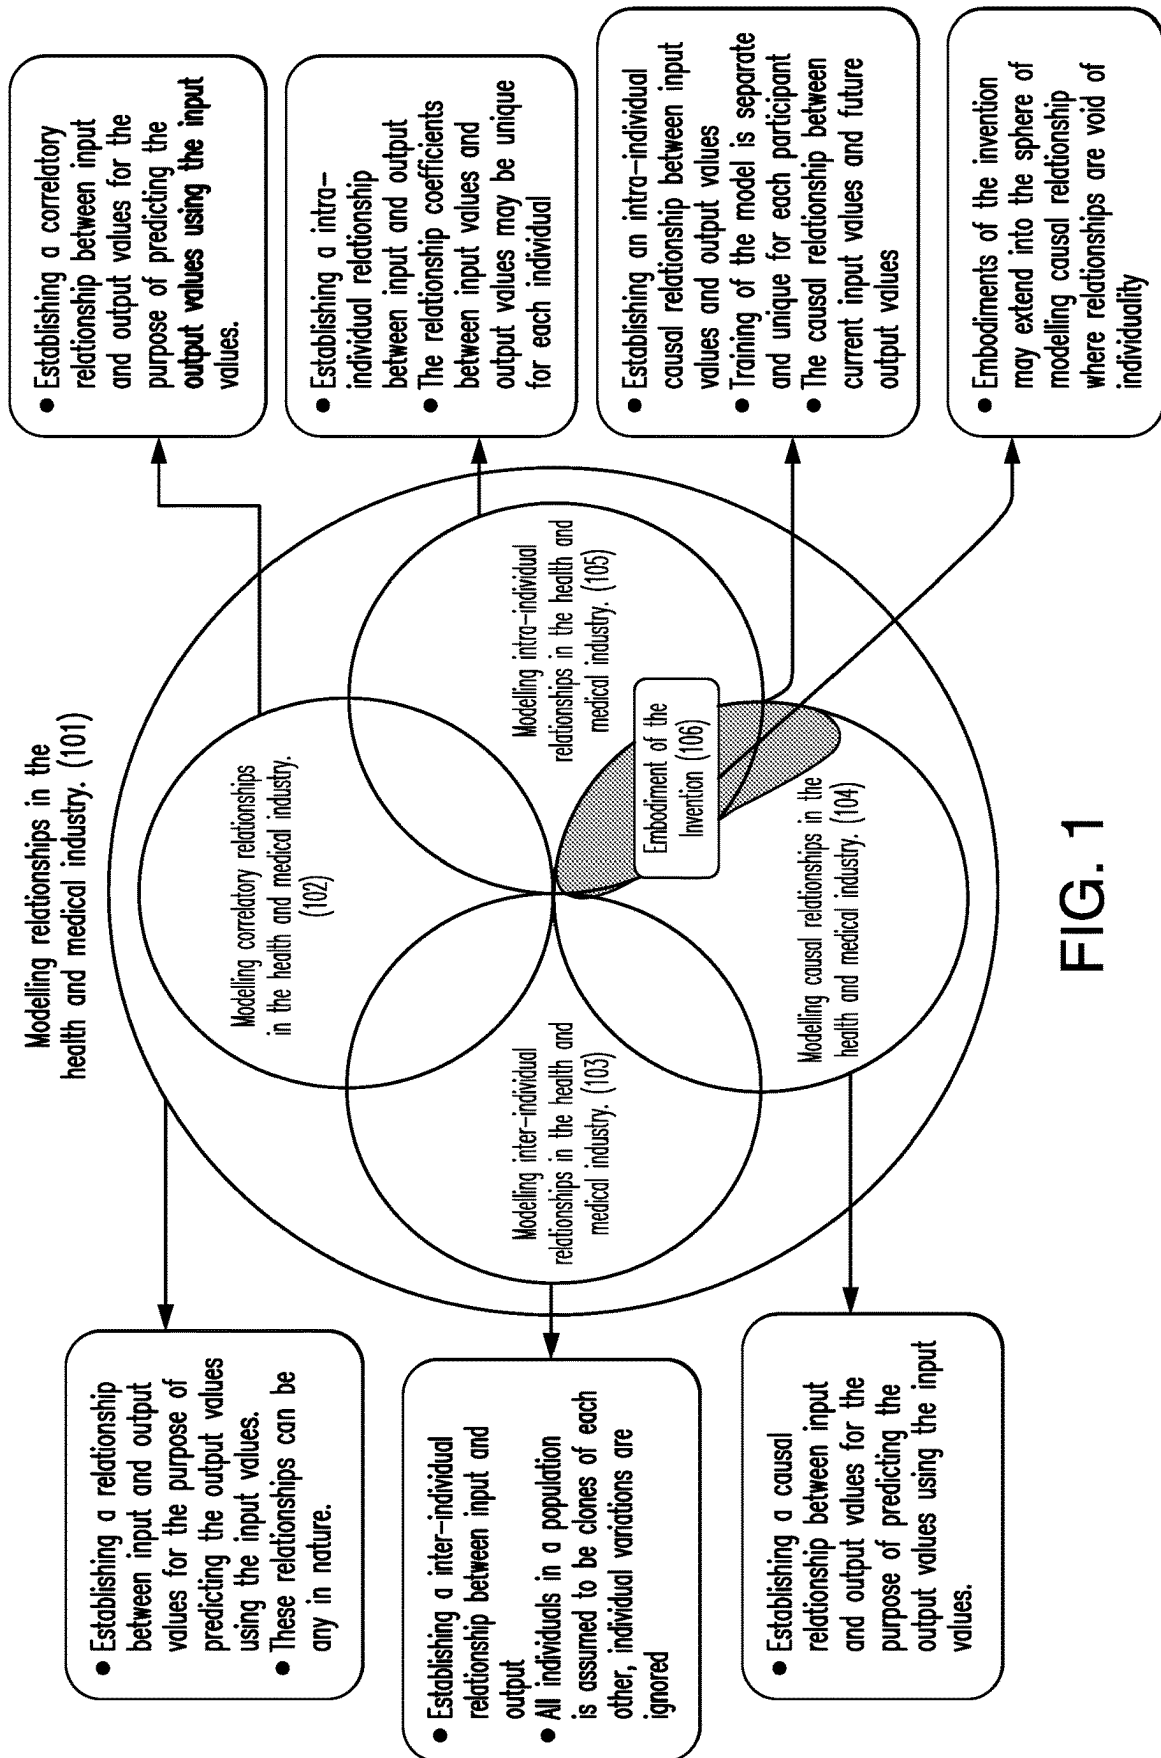 Modelling relationships in the
health and medical industry. (101)
● Establishing a relationship
between input and output
values for the purpose of
predicting the output values
using the input values.
● These relationships can be
any in nature.
● Establishing a inter–individual
relationship between input and
output
● All individuals in a population
is assumed to be clones of each
other, individual variations are
ignored
● Establishing a causal
relationship between input
and output values for the
purpose of predicting the
output values using the input
values.
Modelling correlatory relationships
in the health and medical industry.
(102)
Modelling inter–individual
relationships in the health and
medical industry. (103)
Modelling intra–individual
relationships in the health and
medical industry. (105)
Embodiment of the
Invention (106)
Modelling causal relationships in the
health and medical industry. (104)
● Establishing a correlatory
relationship between input
and output values for the
purpose of predicting the
output values using the input
values.
● Establishing a intra–
individual relationship
between input and output
● The relationship coefficients
between input values and
output values may be unique
for each individual
● Establishing an intra–individual
causal relationship between input
values and output values
● Training of the model is separate
and unique for each participant
● The causal relationship between
current input values and future
output values
● Embodiments of the invention
may extend into the sphere of
modelling causal relationship
where relationships are void of
individuality
FIG. 1